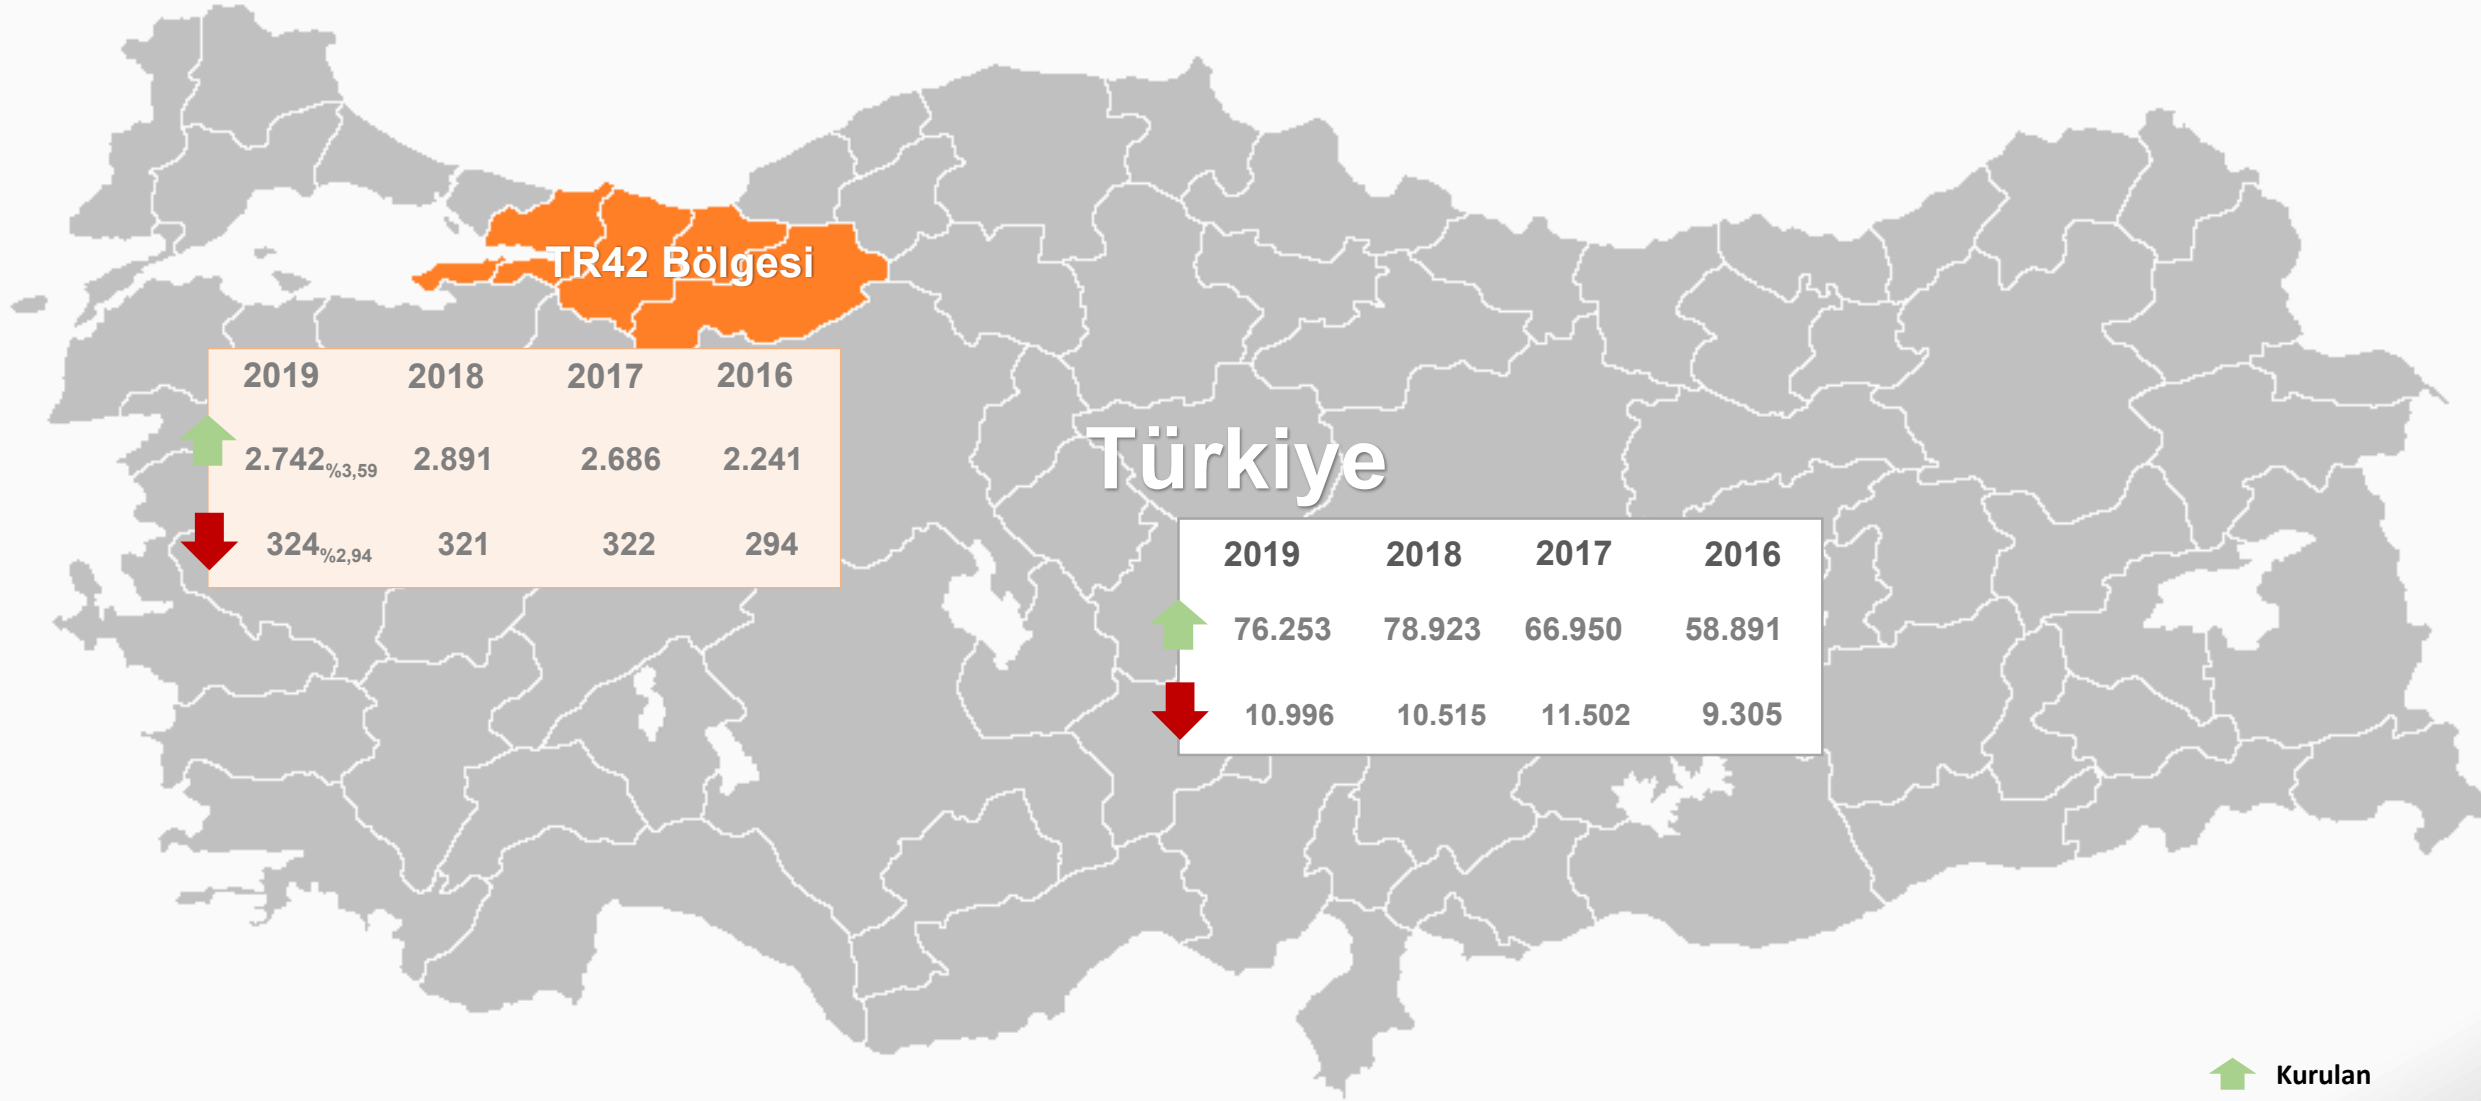 TR42 Bölgesi
2019 2018 2017 2016
2.742 %3,59 2.891 2.686 2.241
324 %2,94 321 322 294
Türkiye
2019 2018 2017 2016
76.253 78.923 66.950 58.891
10.996 10.515 11.502 9.305
Kurulan